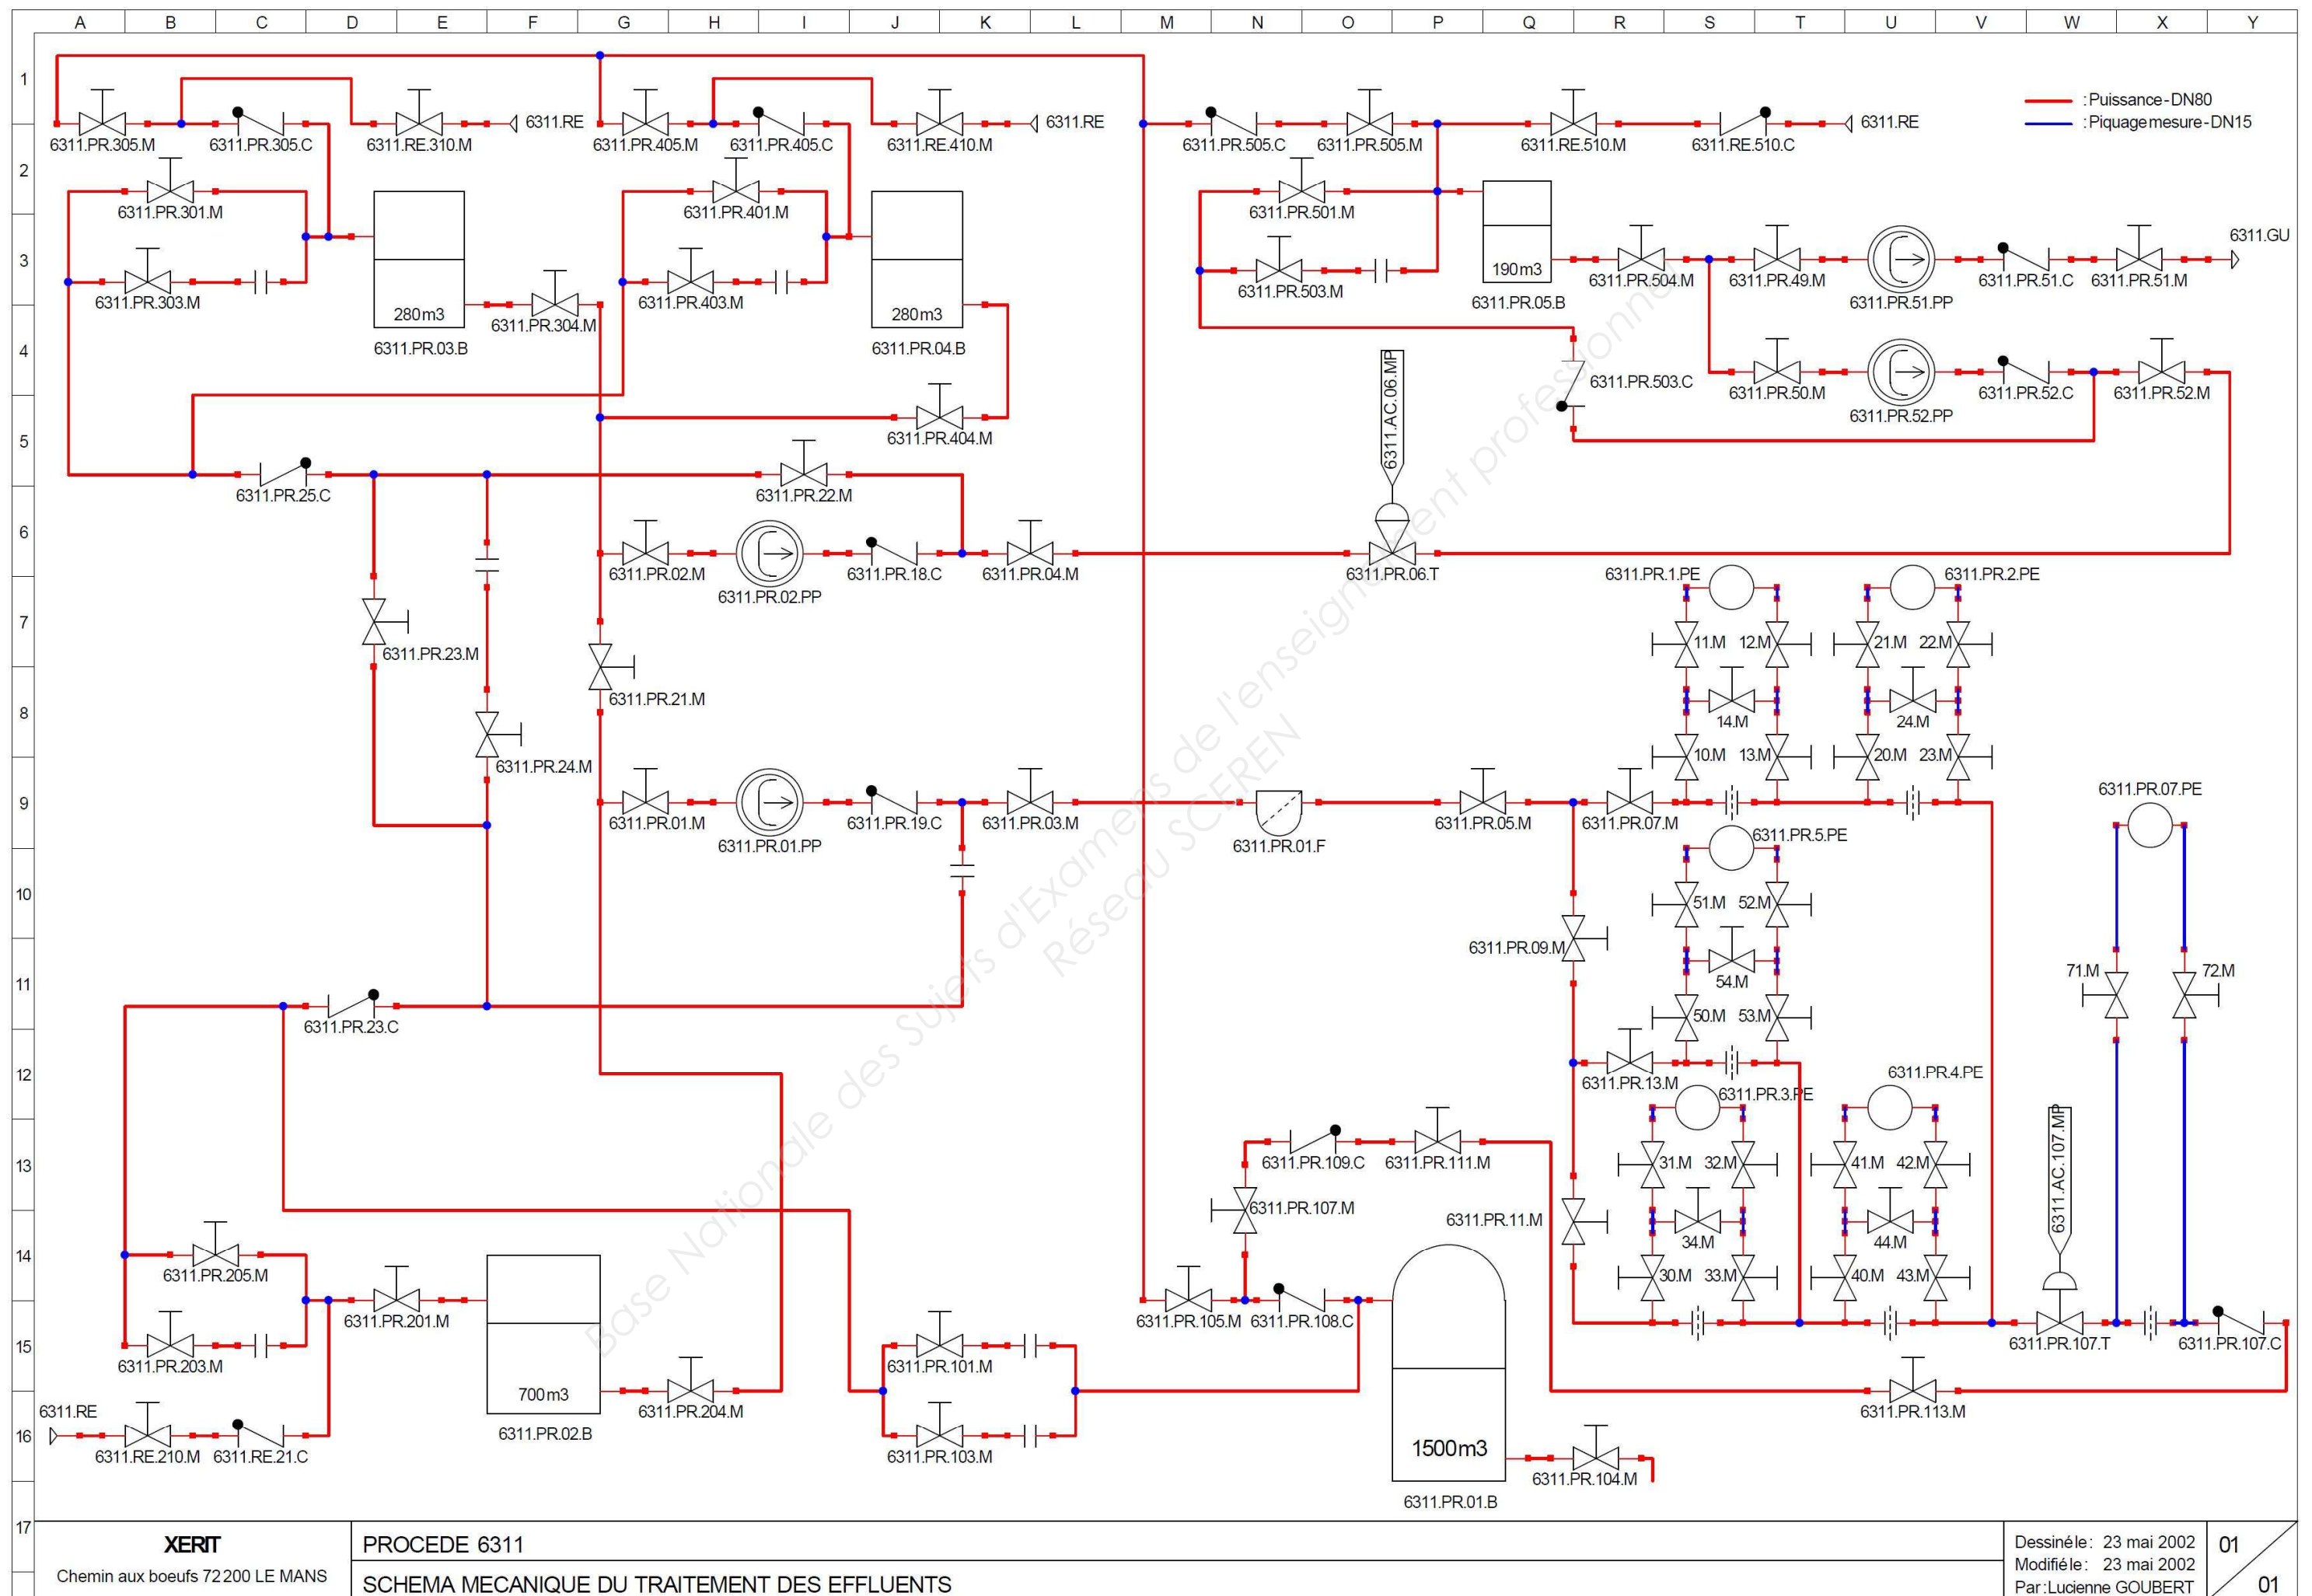 A B C D E F G H I J K L M N O P Q R S T U V W X Y
1
: Puissance - DN80
6311.RE 6311.RE 6311.RE : Piquage mesure - DN15
6311.PR.305.M 6311.PR.305.C 6311.RE.310.M 6311.PR.405.M 6311.PR.405.C 6311.RE.410.M 6311.PR.505.C 6311.PR.505.M 6311.RE.510.M 6311.RE.510.C
2
6311.PR.301.M 6311.PR.401.M 6311.PR.501.M
6311.GU
3
190m3
6311.PR.504.M 6311.PR.49.M 6311.PR.51.C 6311.PR.51.M
6311.PR.303.M 6311.PR.403.M 6311.PR.503.M 6311.PR.05.B 6311.PR.51.PP
280m3 280m3
6311.PR.304.M
6311.PR.03.B 6311.PR.04.B
4
6311.AC.06.MP
6311.PR.503.C 6311.PR.50.M 6311.PR.52.C 6311.PR.52.M
6311.PR.52.PP
5
6311.PR.404.M
6311.PR.25.C 6311.PR.22.M
6
6311.PR.02.M 6311.PR.18.C 6311.PR.04.M 6311.PR.06.T 6311.PR.1.PE 6311.PR.2.PE
6311.PR.02.PP
7
6311.PR.23.M 11.M 12.M 21.M 22.M
6311.PR.21.M
8
14.M 24.M
6311.PR.24.M 10.M 13.M 20.M 23.M
6311.PR.07.PE
9
6311.PR.01.M 6311.PR.19.C 6311.PR.03.M 6311.PR.05.M 6311.PR.07.M
6311.PR.01.PP 6311.PR.01.F 6311.PR.5.PE
10
51.M 52.M
6311.PR.09.M
11
54.M 71.M 72.M
6311.PR.23.C 50.M 53.M
12
6311.PR.13.M 6311.PR.3.PE 6311.PR.4.PE
6311.AC.107.MP
13
6311.PR.109.C 6311.PR.111.M 31.M 32.M 41.M 42.M
6311.PR.107.M 6311.PR.11.M
14
34.M 44.M
6311.PR.205.M 30.M 33.M 40.M 43.M
6311.PR.201.M 6311.PR.105.M 6311.PR.108.C
15
6311.PR.203.M 6311.PR.101.M 6311.PR.107.T 6311.PR.107.C
700m3
6311.RE 6311.PR.204.M 6311.PR.113.M
16
6311.PR.02.B
6311.RE.210.M 6311.RE.21.C 6311.PR.103.M 1500m3 6311.PR.104.M
6311.PR.01.B
17
Base Nationale des Sujets d'Examens de l'enseignement professionnel
Réseau SCEREN
XERIT
Chemin aux boeufs 72 200 LE MANS
PROCEDE 6311
SCHEMA MECANIQUE DU TRAITEMENT DES EFFLUENTS
Dessiné le : 23 mai 2002
Modifié le : 23 mai 2002
Par : Lucienne GOUBERT
01
01